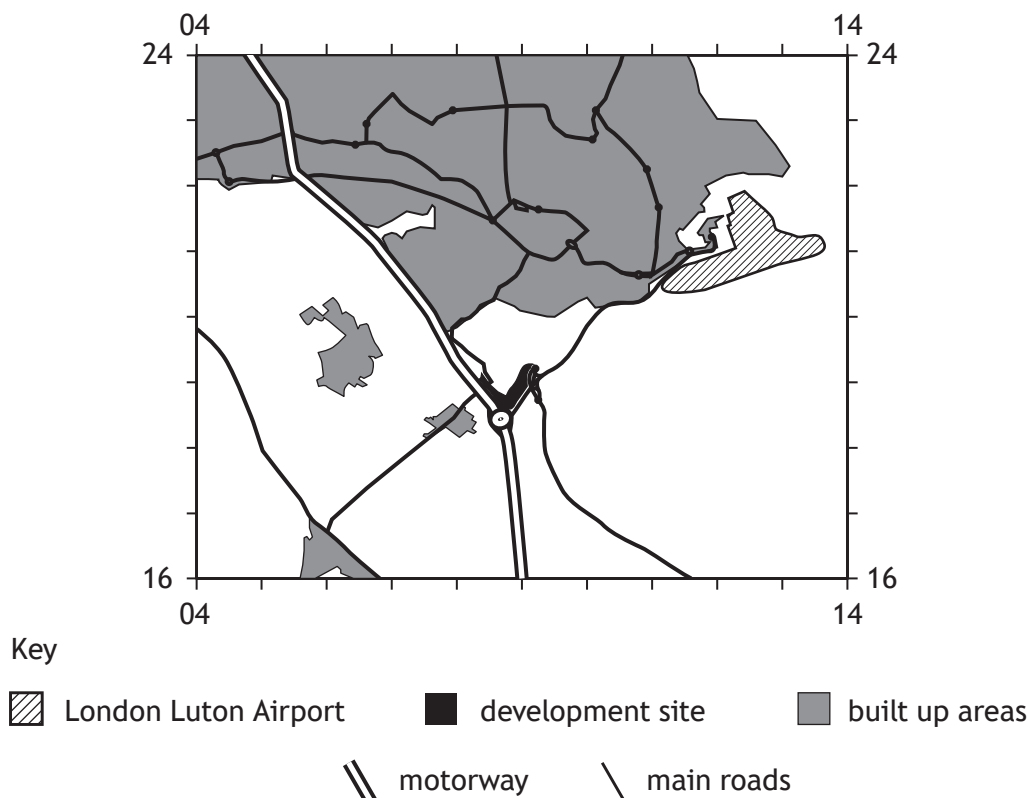 04 14
24 24
16 16
04 14
Key
London Luton Airport development site built up areas
motorway main roads